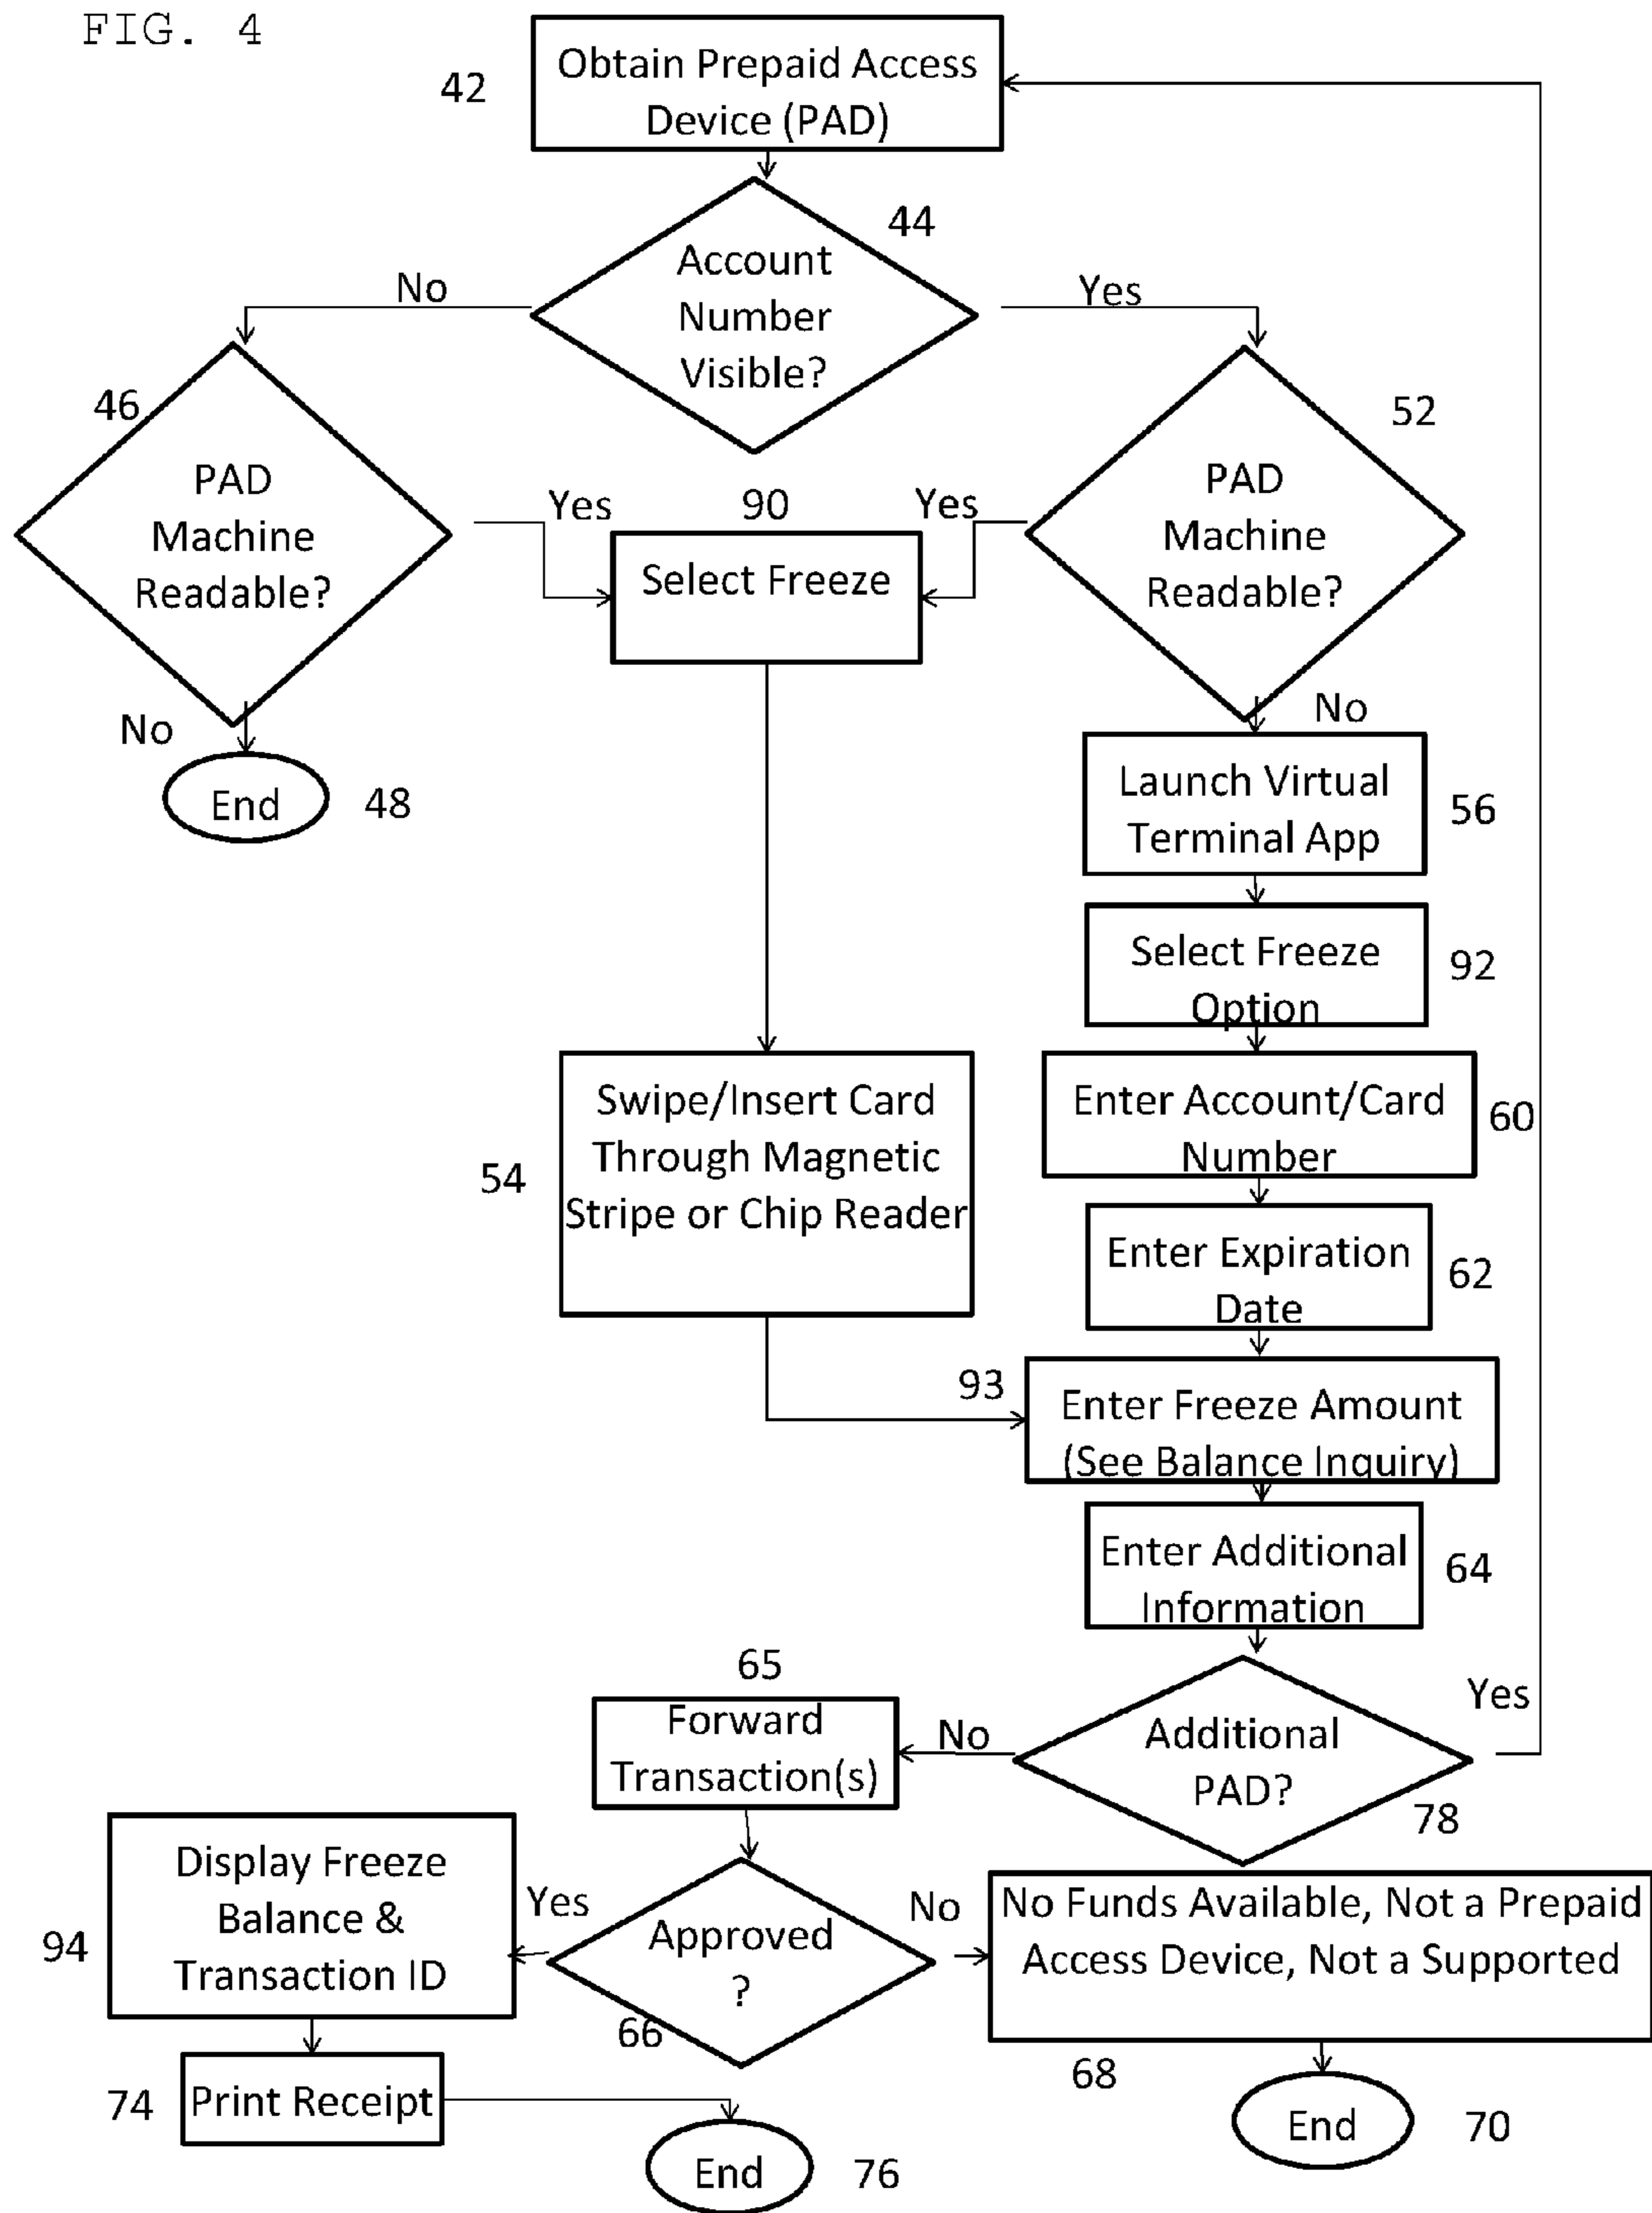 FIG. 4
Obtain Prepaid Access
Device (PAD)
42
44
Account
Number
Visible?
No
Yes
46
PAD
Machine
Readable?
Yes
90
Select Freeze
Yes
52
PAD
Machine
Readable?
No
End
48
No
Launch Virtual
Terminal App
56
Select Freeze
Option
92
Swipe/Insert Card
Through Magnetic
Stripe or Chip Reader
54
Enter Account/Card
Number
60
Enter Expiration
Date
62
93
Enter Freeze Amount
(See Balance Inquiry)
Enter Additional
Information
64
65
Forward
Transaction(s)
No
Additional
PAD?
Yes
78
Display Freeze
Balance &
Transaction ID
94
Yes
Approved
?
66
No
No Funds Available, Not a Prepaid
Access Device, Not a Supported
68
74
Print Receipt
End
76
End
70